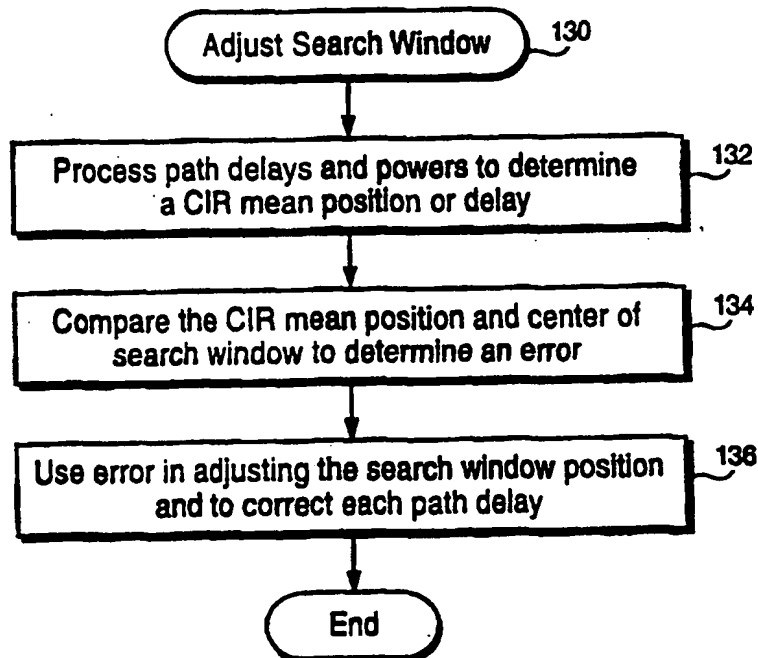 Adjust Search Window
130
Process path delays and powers to determine
a CIR mean position or delay
132
Compare the CIR mean position and center of
search window to determine an error
134
Use error in adjusting the search window position
and to correct each path delay
136
End